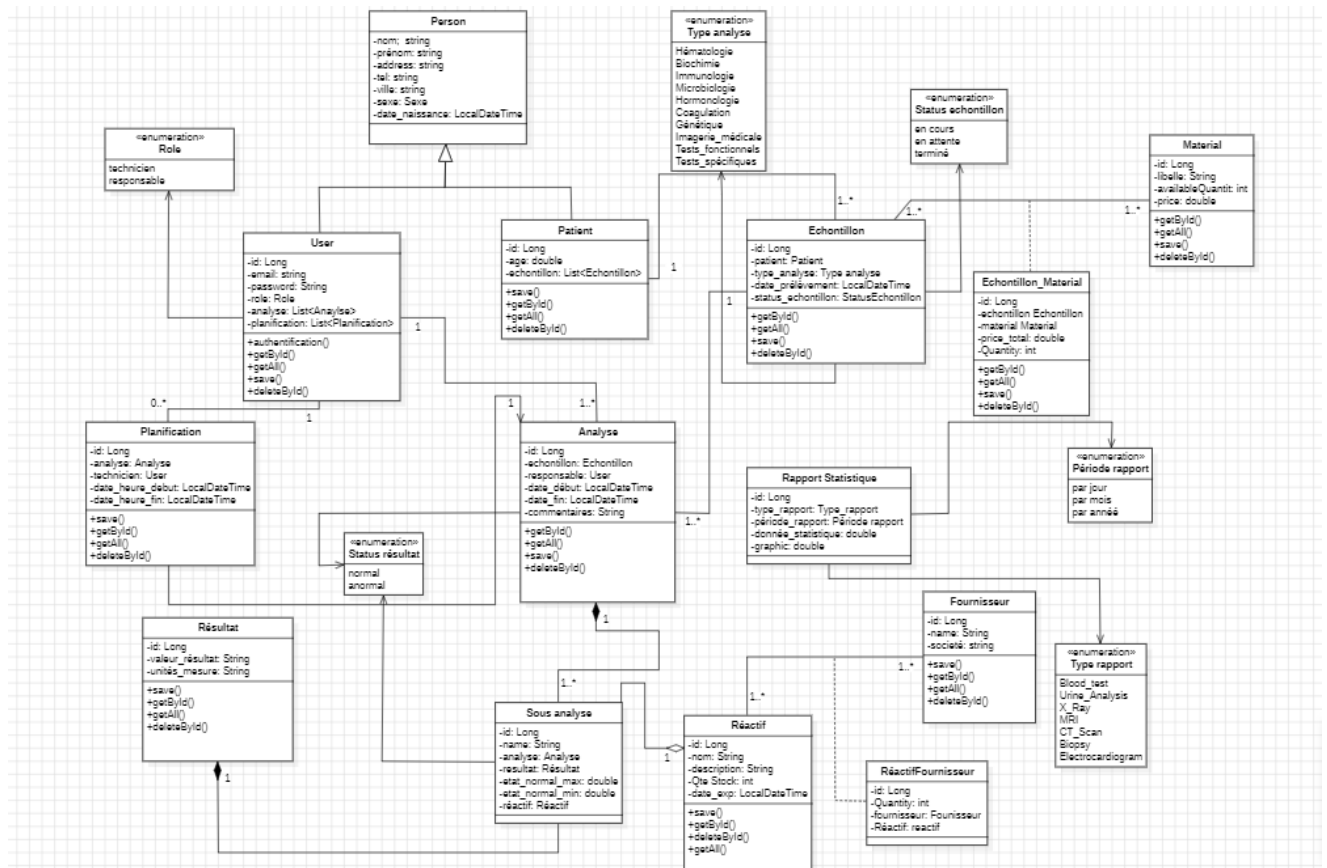 Person
-nom;  string
-prénom: string
-address: string
-tel: string
-ville: string
-sexe: Sexe
-date_naissance: LocalDateTime
«enumeration»
Type analyse
Hématologie
Biochimie
Immunologie
Microbiologie
Hormonologie
Coagulation
Génétique
Imagerie_médicale
Tests_fonctionnels
Tests_spécifiques
«enumeration»
Status echontillon
en cours
en attente
terminé
«enumeration»
Role
technicien
responsable
Material
-id: Long
-libelle: String
-availableQuantit: int
-price: double
+getById()
+getAll()
+save()
+deleteById()
User
-id: Long
-email: string
-password: String
-role: Role
-analyse: List<Anaylse>
-planification: List<Planification>
+authentification()
+getById()
+getAll()
+save()
+deleteById()
Patient
-id: Long
-age: double
-echontillon: List<Echontillon>
+save()
+getById()
+getAll()
+deleteById()
Echontillon
-id: Long
-patient: Patient
-type_analyse: Type analyse
-date_prélévement: LocalDateTime
-status_echontillon: StatusEchontillon
+getById()
+getAll()
+save()
+deleteById()
1..*
1..*
1..*
1
1
1
Echontillon_Material
-id: Long
-echontillon Echontillon
-material Material
-price_total: double
-Quantity: int
+getById()
+getAll()
+save()
+deleteById()
0..*
1
1
1..*
Planification
-id: Long
-analyse: Analyse
-technicien: User
-date_heure_debut: LocalDateTime
-date_heure_fin: LocalDateTime
+save()
+getById()
+getAll()
+deleteById()
Analyse
-id: Long
-echontillon: Echontillon
-responsable: User
-date_début: LocalDateTime
-date_fin: LocalDateTime
-commentaires: String
+getById()
+getAll()
+save()
+deleteById()
1..*
1
«enumeration»
Status résultat
normal
anormal
Rapport Statistique
-id: Long
-type_rapport: Type_rapport
-période_rapport: Période rapport
-donnée_statistique: double
-graphic: double
«enumeration»
Période rapport
par jour
par mois
par annéé
Résultat
-id: Long
-valeur_résultat: String
-unités_mesure: String
+save()
+getById()
+getAll()
+deleteById()
1
Fournisseur
-id: Long
-name: String
-societé: string
+save()
+getById()
+getAll()
+deleteById()
1..*
1..*
«enumeration»
Type rapport
Blood_test
Urine_Analysis
X_Ray
MRI
CT_Scan
Biopsy
Electrocardiogram
1..*
Sous analyse
-id: Long
-name: String
-analyse: Analyse
-resultat: Résultat
-etat_normal_max: double
-etat_normal_min: double
-réactif: Réactif
1
Réactif
-id: Long
-nom: String
-description: String
-Qte Stock: int
-date_exp: LocalDateTime
+save()
+getById()
+deleteById()
+getAll()
RéactifFournisseur
-id: Long
-Quantity: int
-fournisseur: Founisseur
-Réactif: reactif